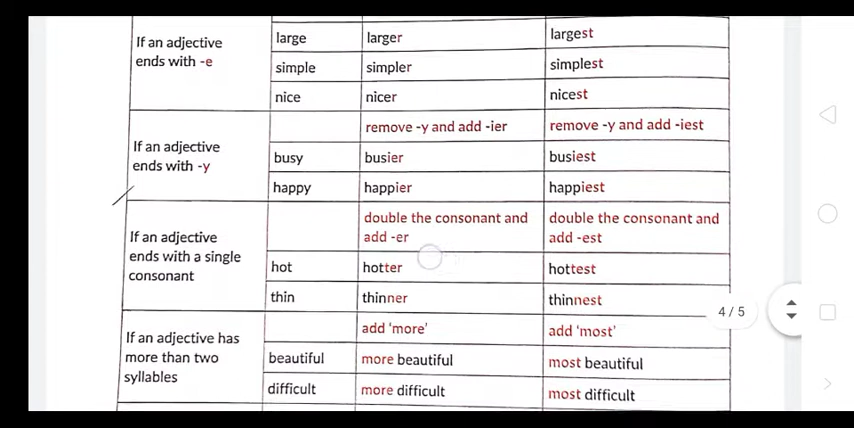 If an adjective
ends with -e
large larger largest
simple simpler simplest
nice nicer nicest
If an adjective
ends with -y
remove -y and add -ier remove -y and add -iest
busy busier busiest
happy happier happiest
If an adjective
ends with a single
consonant
double the consonant and
add -er
double the consonant and
add -est
hot hotter hottest
thin thinner thinnest
4 / 5
If an adjective has
more than two
syllables
add 'more' add 'most'
beautiful more beautiful most beautiful
difficult more difficult most difficult